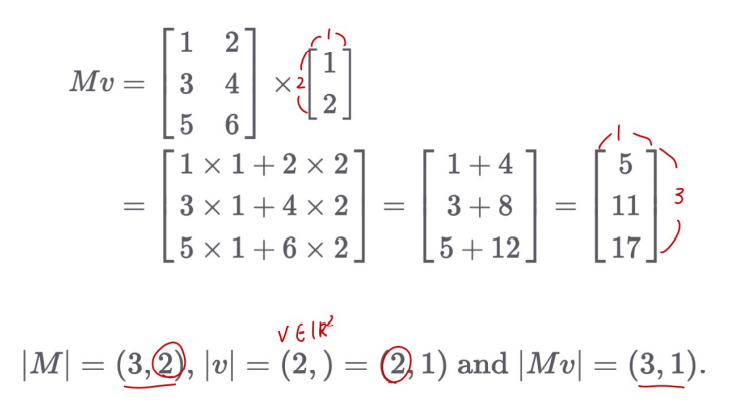 Mv = [1 2; 3 4; 5 6] × [1; 2] 1 2
= [1 × 1 + 2 × 2; 3 × 1 + 4 × 2; 5 × 1 + 6 × 2] = [1 + 4; 3 + 8; 5 + 12] = [5; 11; 17] 1 3
v ∈ ℝ²
|M| = (3, 2), |v| = (2, ) = (2, 1) and |Mv| = (3, 1).